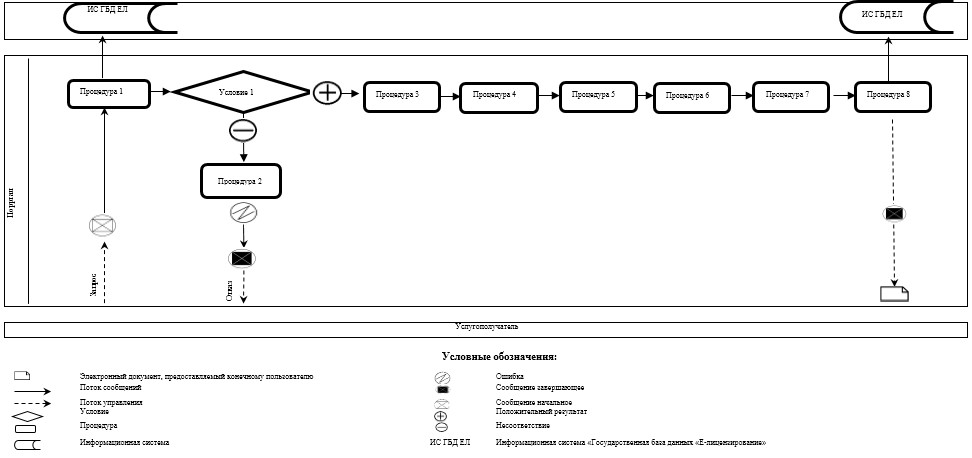 ИС ГБД ЕЛ
ИС ГБД ЕЛ
Процедура 1
Условие 1
Процедура 3
Процедура 4
Процедура 5
Процедура 6
Процедура 7
Процедура 8
Процедура 2
Порртал
Запрос
Отказ
Услугополучатель
Условные обозначения:
Электронный документ, предоставляемый конечному пользователю
Поток сообщений
Поток управления
Условие
Процедура
Информационная система
Ошибка
Сообщение завершающее
Сообщение начальное
Положительный результат
Несоответствие
ИС ГБД ЕЛ Информационная система «Государственная база данных «Е-лицензирование»